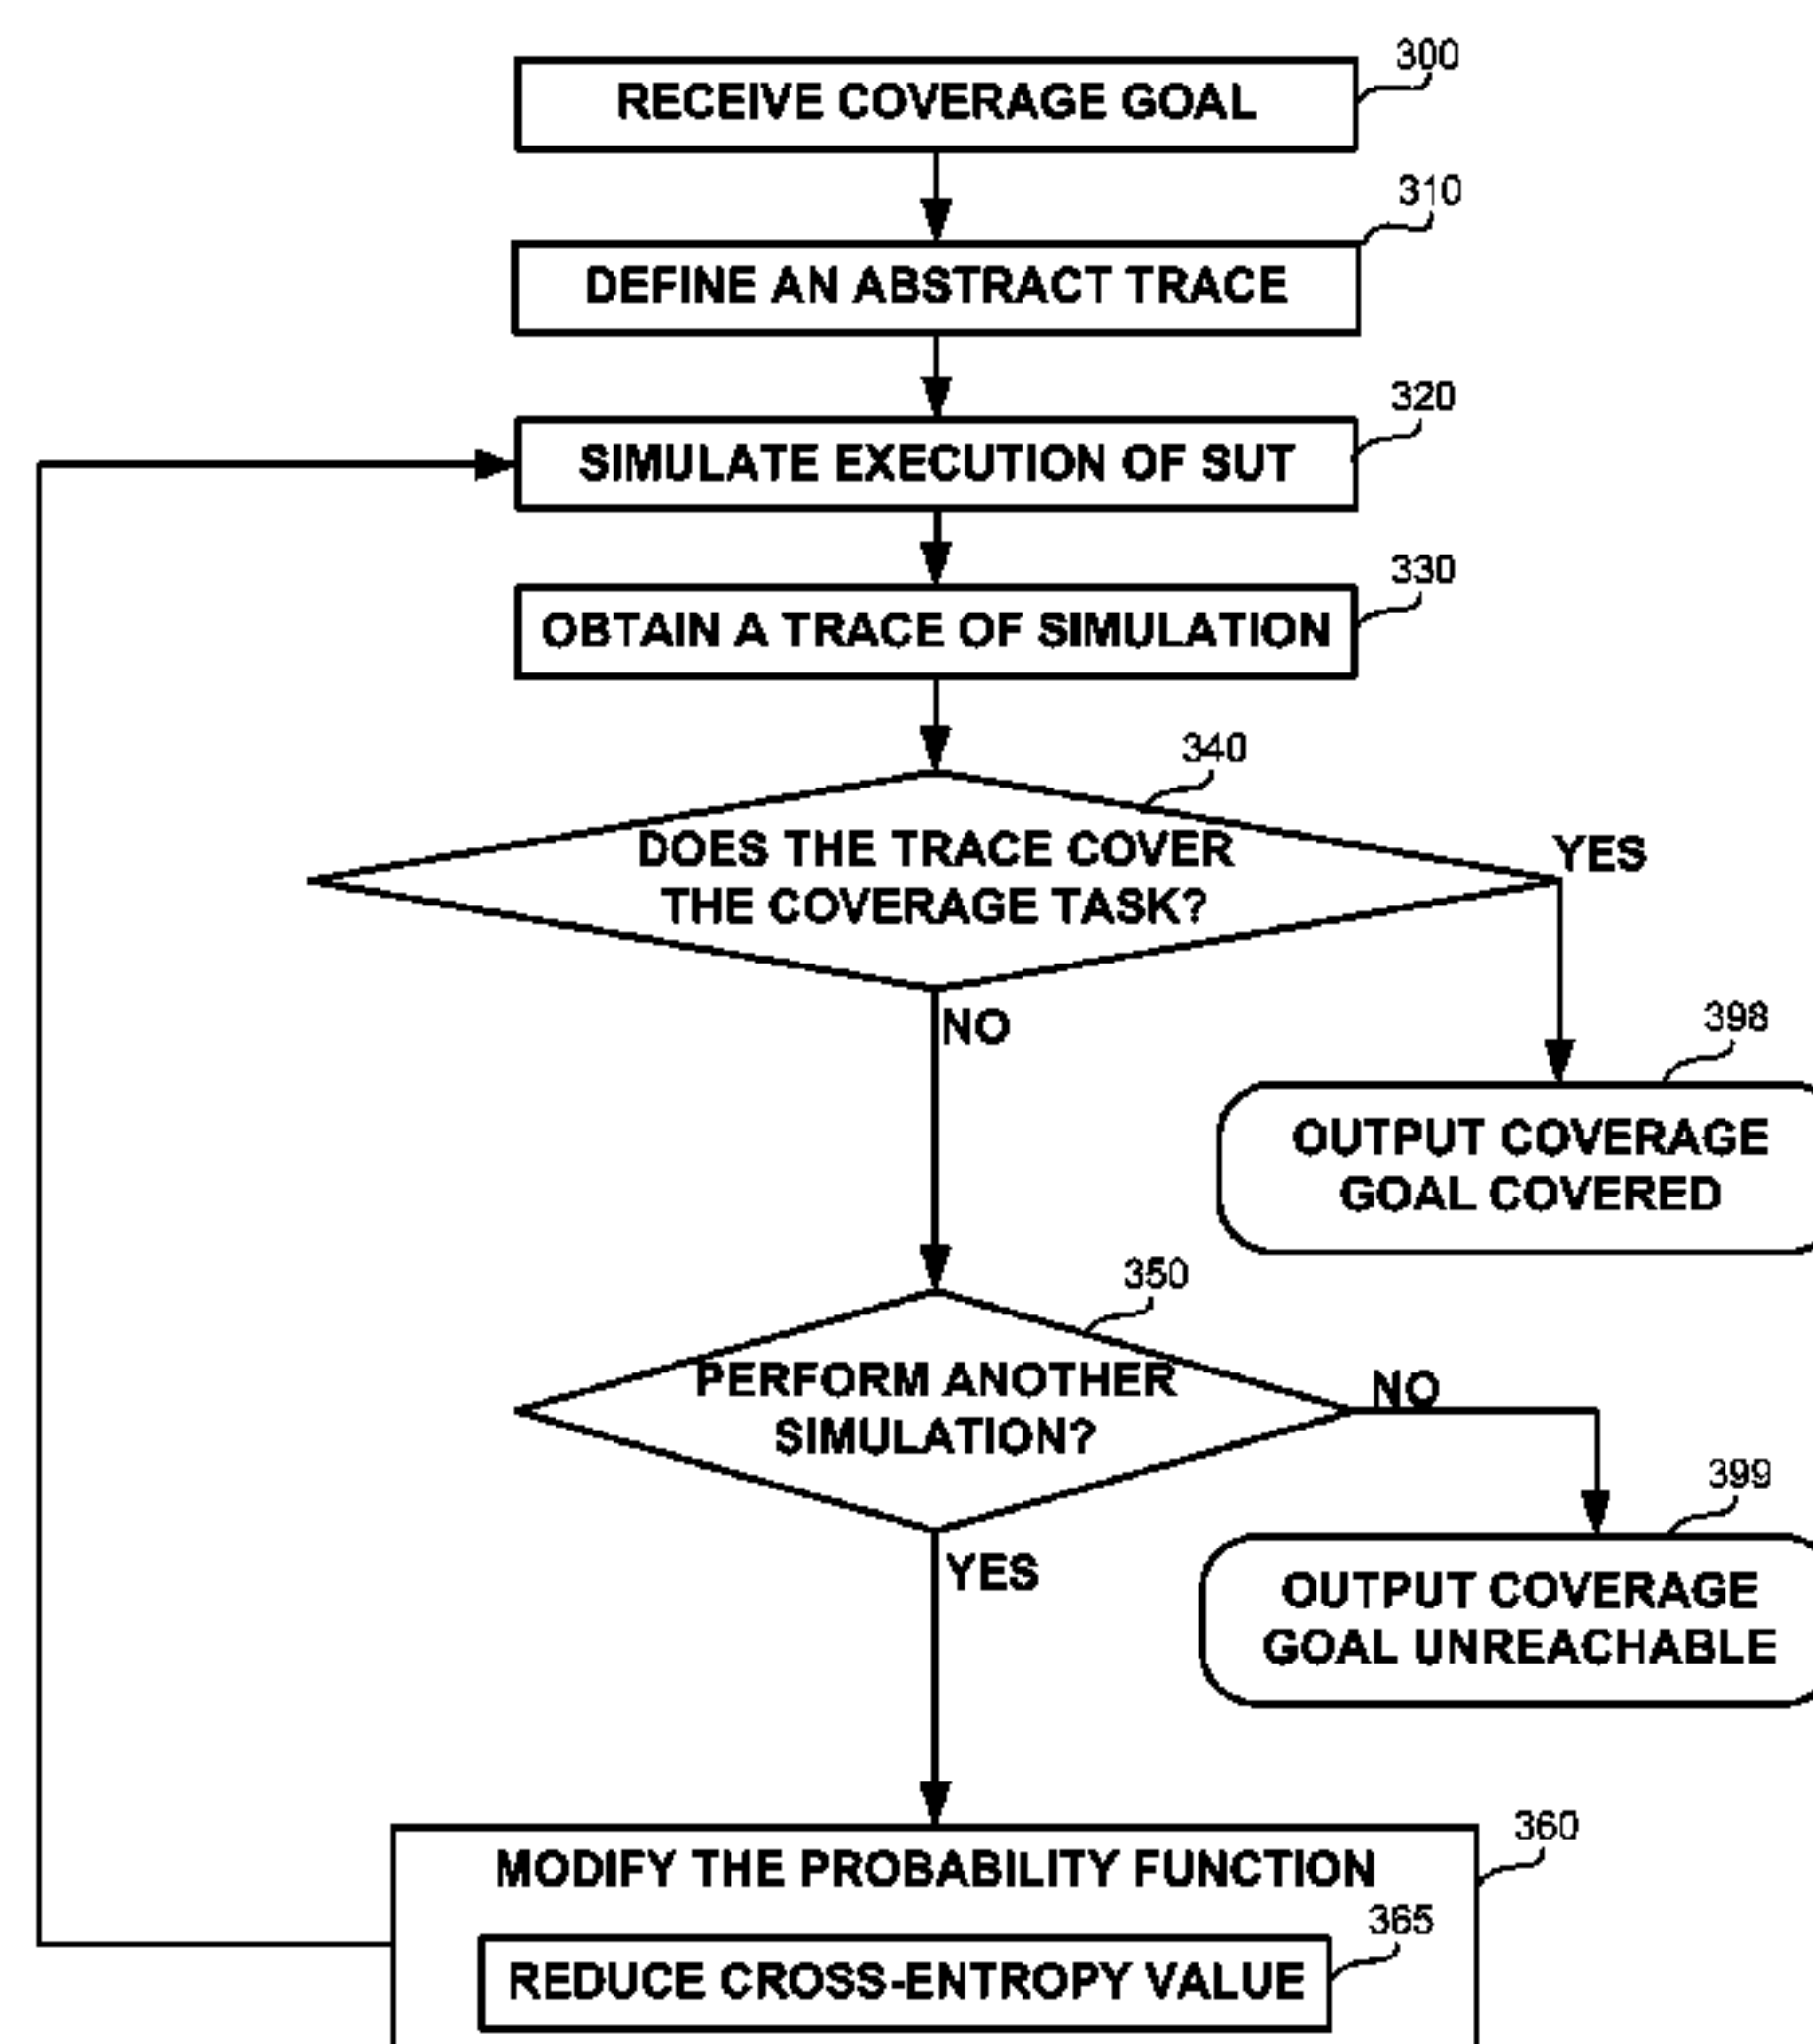 300
RECEIVE COVERAGE GOAL
310
DEFINE AN ABSTRACT TRACE
320
SIMULATE EXECUTION OF SUT
330
OBTAIN A TRACE OF SIMULATION
340
DOES THE TRACE COVER
THE COVERAGE TASK?
YES
NO
398
OUTPUT COVERAGE
GOAL COVERED
350
PERFORM ANOTHER
SIMULATION?
NO
399
OUTPUT COVERAGE
GOAL UNREACHABLE
YES
360
MODIFY THE PROBABILITY FUNCTION
365
REDUCE CROSS-ENTROPY VALUE